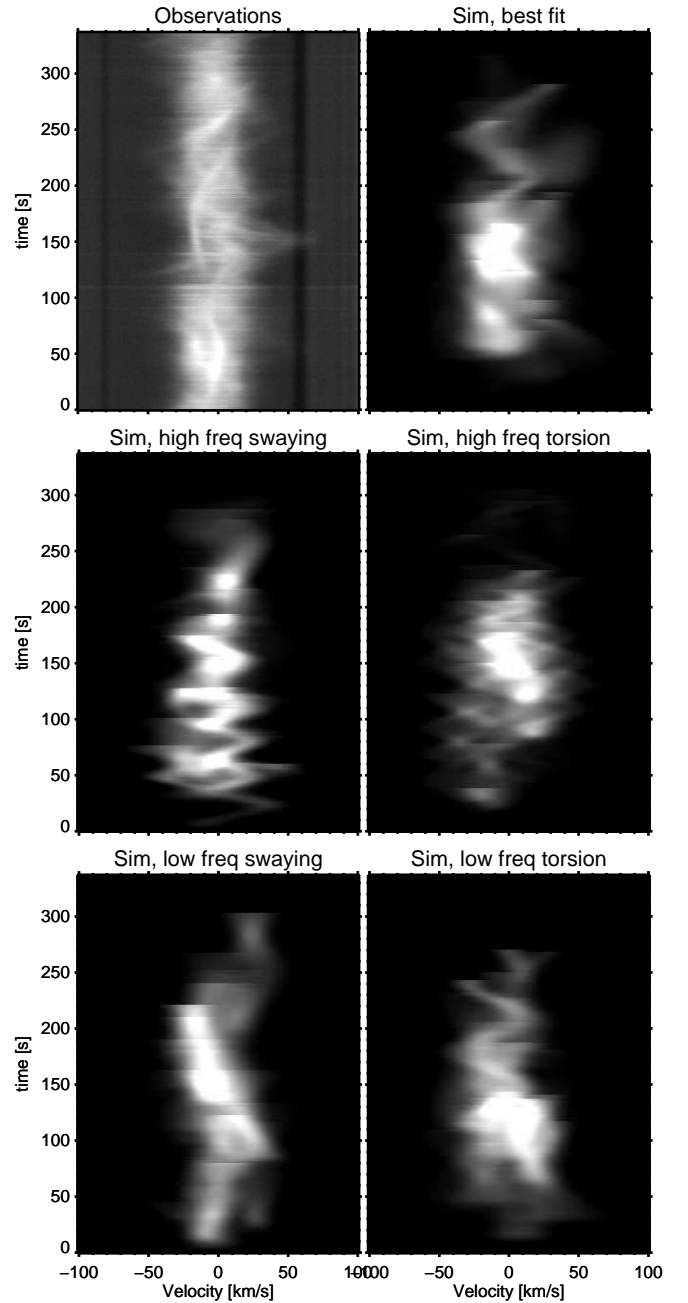 Observations
Sim, best fit
300
250
200
150
100
50
0
time [s]
Sim, high freq swaying
Sim, high freq torsion
300
250
200
150
100
50
0
time [s]
Sim, low freq swaying
Sim, low freq torsion
300
250
200
150
100
50
0
time [s]
−100 −50 0 50 100
−100 −50 0 50 100
Velocity [km/s]
Velocity [km/s]